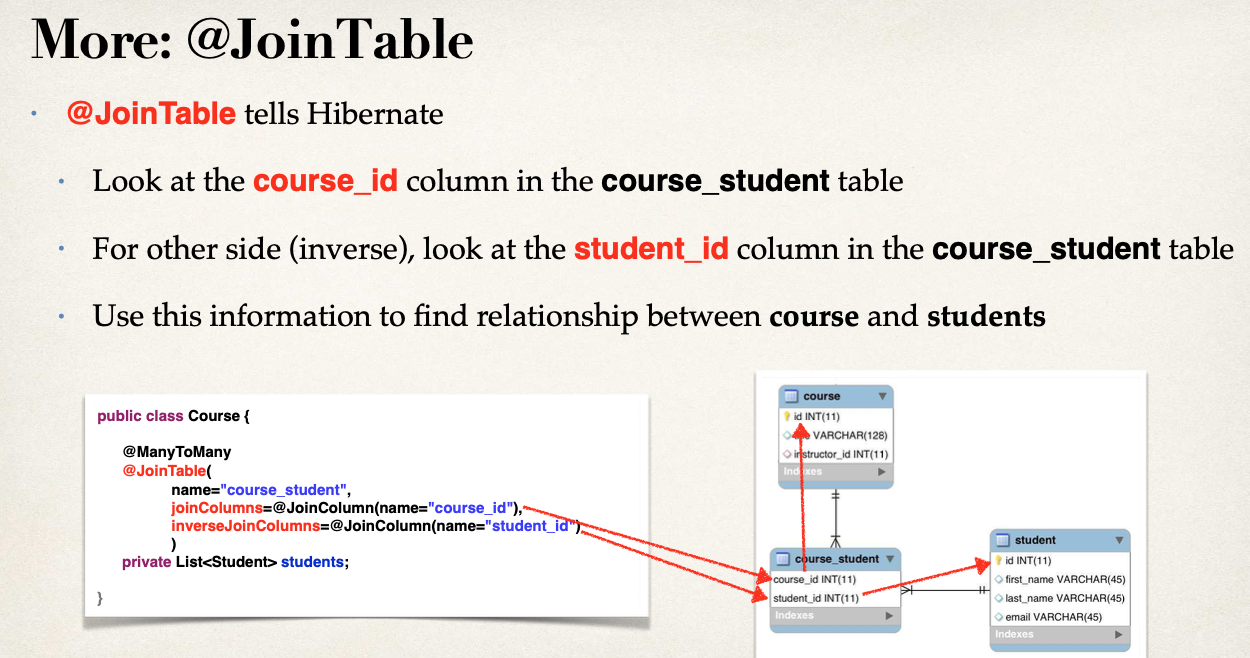 More: @JoinTable
• @JoinTable tells Hibernate
• Look at the course_id column in the course_student table
• For other side (inverse), look at the student_id column in the course_student table
• Use this information to find relationship between course and students
public class Course {
@ManyToMany
@JoinTable(
name="course_student",
joinColumns=@JoinColumn(name="course_id"),
inverseJoinColumns=@JoinColumn(name="student_id")
)
private List<Student> students;
}
course
id INT(11)
VARCHAR(128)
instructor_id INT(11)
Indexes
course_student
course_id INT(11)
student_id INT(11)
Indexes
student
id INT(11)
first_name VARCHAR(45)
last_name VARCHAR(45)
email VARCHAR(45)
Indexes